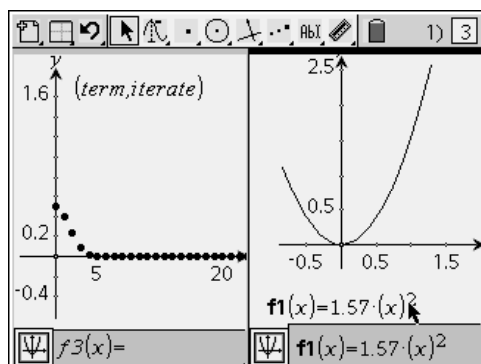 AbI 1) 3
ν
1.6
(term,iterate)
0.2
5
20
-0.4
f3(x)=
2.5
0.5
-0.5 0.5 1.5
f1(x)=1.57·(x)²
f1(x)=1.57·(x)²